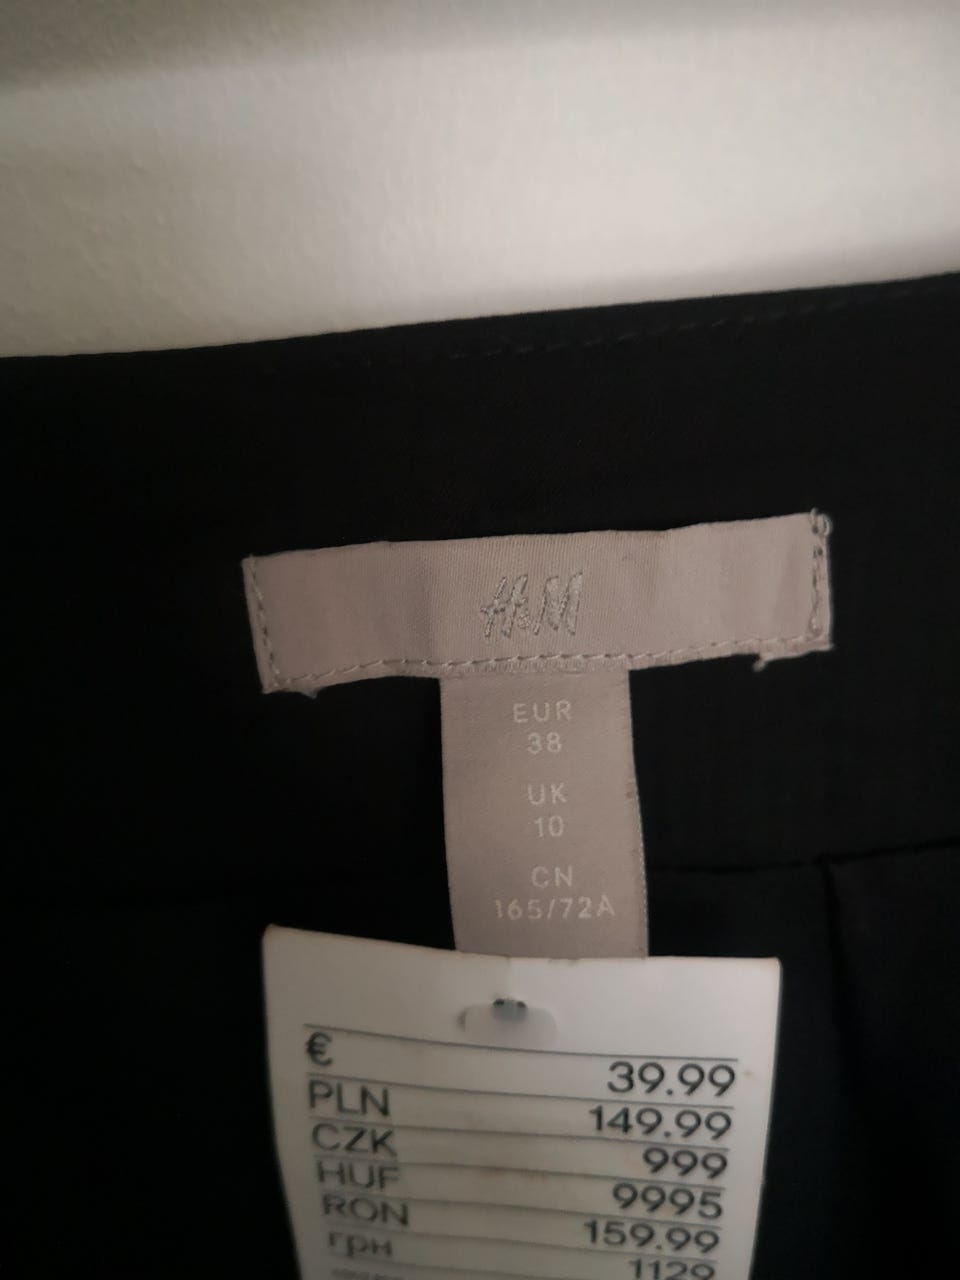 H&M
EUR
38
UK
10
CN
165/72A
€ 39.99
PLN 149.99
CZK 999
HUF 9995
RON 159.99
грн 1129